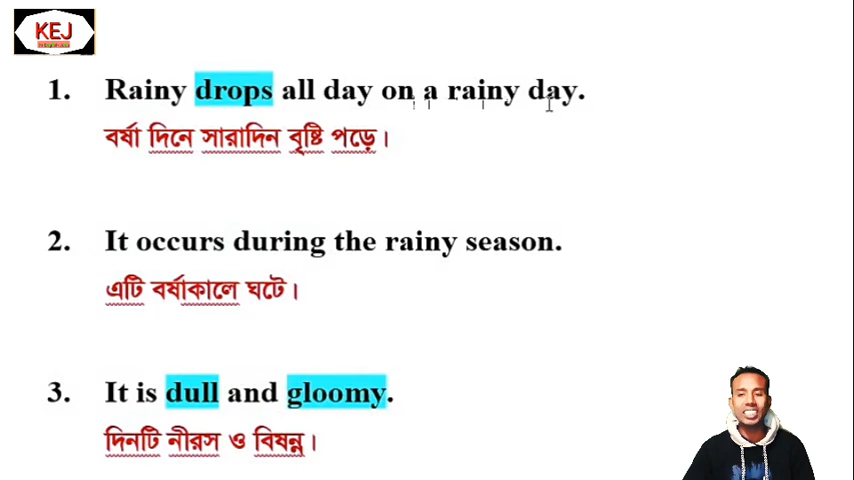 KEJ
1. Rainy drops all day on a rainy day.
বর্ষা দিনে সারাদিন বৃষ্টি পড়ে।
2. It occurs during the rainy season.
এটি বর্ষাকালে ঘটে।
3. It is dull and gloomy.
দিনটি নীরস ও বিষন্ন।